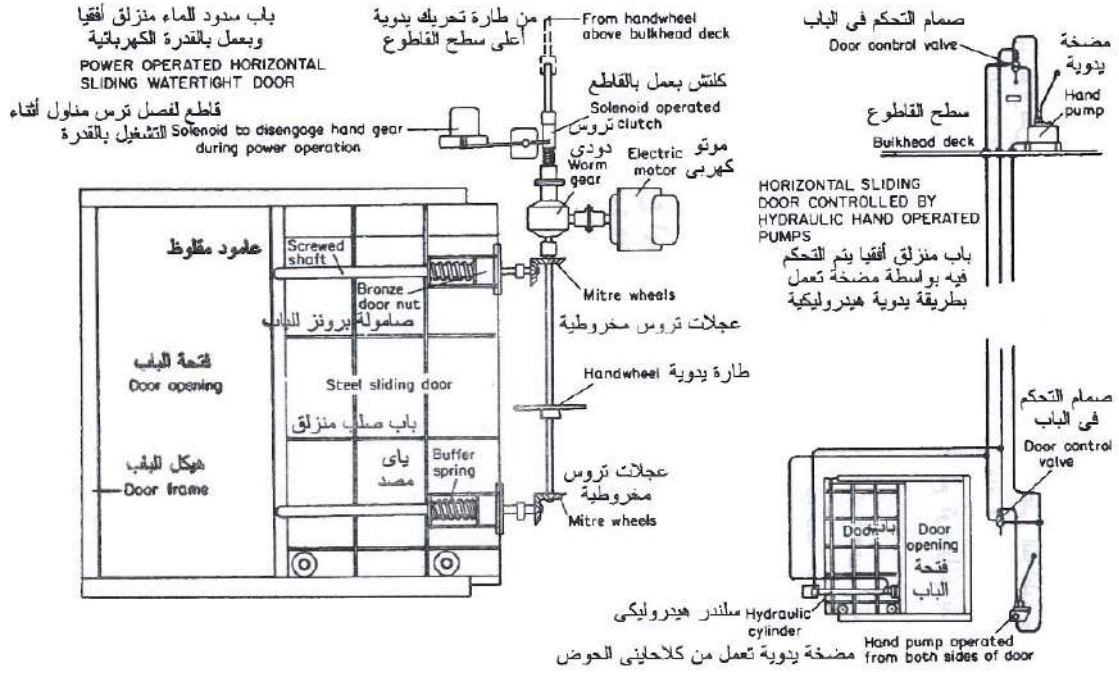 باب سدود للماء منزلق أفقيا
وبعمل بالقدرة الكهربائية
POWER OPERATED HORIZONTAL
SLIDING WATERTIGHT DOOR
من طارة تحريك يدوية
أعلى سطح القاطوع
From handwheel
above bulkhead deck
كلتش بعمل بالقاطع
Solenoid operated
clutch
قاطع لفصل ترس مناول أثناء
التشغيل بالقدرة
Solenoid to disengage hand gear
during power operation
تروس
دودى
Worm
gear
موتو
كهربى
Electric
motor
عامود مقلوظ
Screwed
shaft
Bronze
door nut
صامولة برونز للباب
Mitre wheels
عجلات تروس مخروطية
فتحة الباب
Door opening
Steel sliding door
باب صلب منزلق
Handwheel طارة يدوية
هيكل الباب
Door frame
ياى
مصد
Buffer
spring
عجلات تروس
مخروطية
Mitre wheels
صمام التحكم فى الباب
Door control valve
مضخة
يدوية
Hand
pump
سطح القاطوع
Bulkhead deck
HORIZONTAL SLIDING
DOOR CONTROLLED BY
HYDRAULIC HAND OPERATED
PUMPS
باب منزلق أفقيا يتم التحكم
فيه بواسطة مضخة تعمل
بطريقة يدوية هيدروليكية
صمام التحكم
فى الباب
Door control
valve
Door باب
Door
opening
فتحة
الباب
سلندر هيدروليكى
Hydraulic
cylinder
Hand pump operated
from both sides of door
مضخة يدوية تعمل من كلاحاينى الحوض